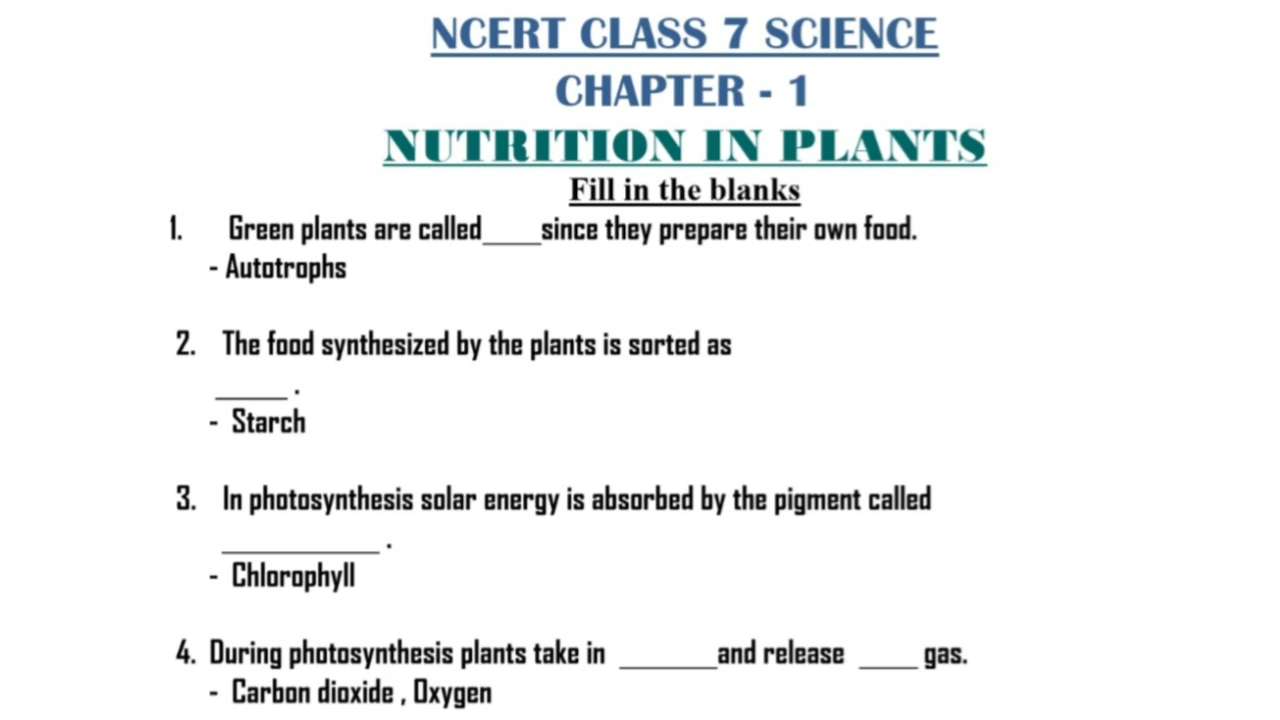 NCERT CLASS 7 SCIENCE
CHAPTER - 1
NUTRITION IN PLANTS
Fill in the blanks
1. Green plants are called____since they prepare their own food.
- Autotrophs
2. The food synthesized by the plants is sorted as
_____ .
- Starch
3. In photosynthesis solar energy is absorbed by the pigment called
___________ .
- Chlorophyll
4. During photosynthesis plants take in _______and release ____ gas.
- Carbon dioxide , Oxygen